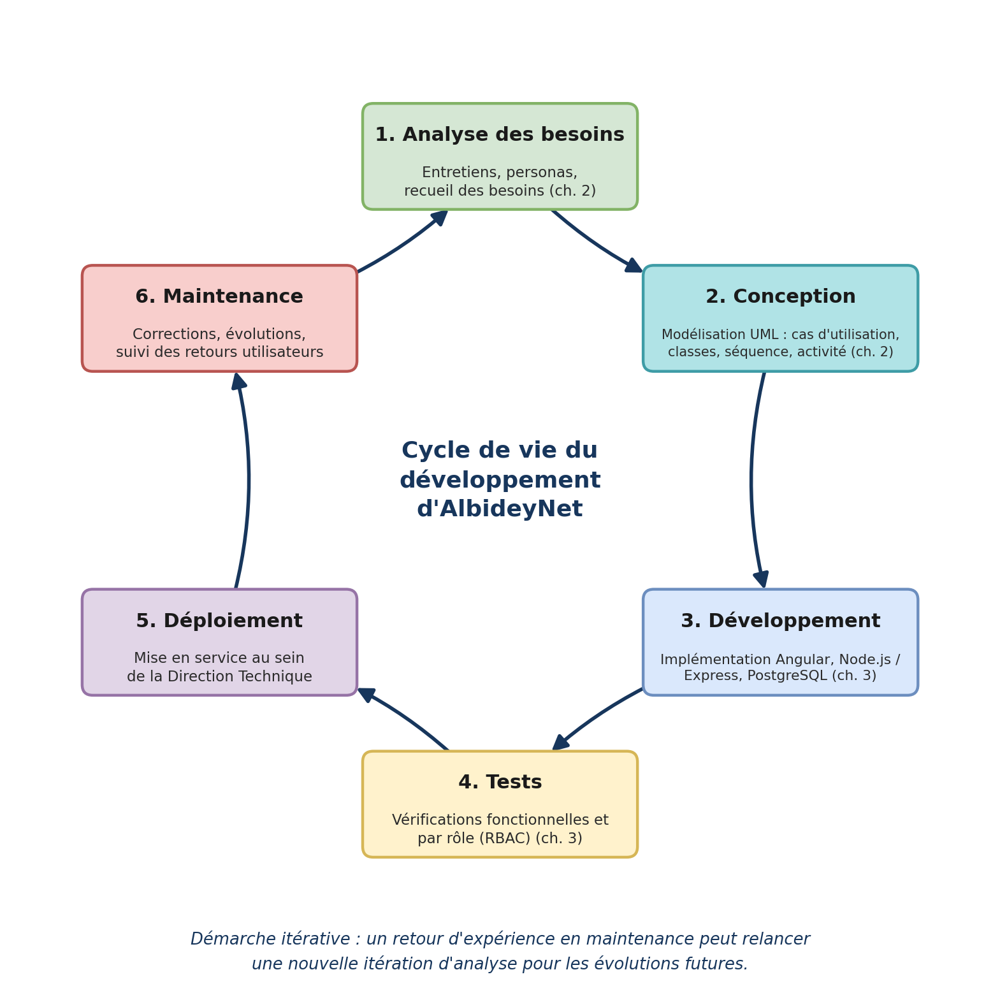 1. Analyse des besoins
Entretiens, personas,
recueil des besoins (ch. 2)
2. Conception
Modélisation UML : cas d'utilisation,
classes, séquence, activité (ch. 2)
3. Développement
Implémentation Angular, Node.js /
Express, PostgreSQL (ch. 3)
4. Tests
Vérifications fonctionnelles et
par rôle (RBAC) (ch. 3)
5. Déploiement
Mise en service au sein
de la Direction Technique
6. Maintenance
Corrections, évolutions,
suivi des retours utilisateurs
Cycle de vie du
développement
d'AlbideyNet
Démarche itérative : un retour d'expérience en maintenance peut relancer
une nouvelle itération d'analyse pour les évolutions futures.